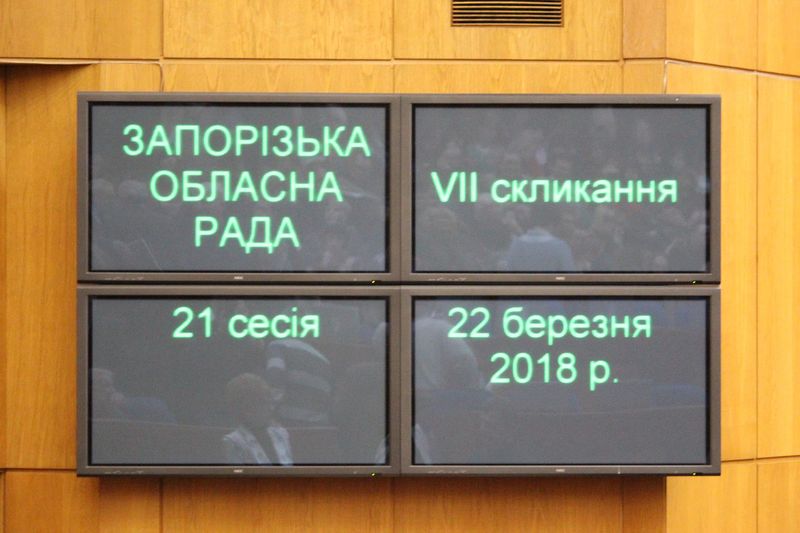 ЗАПОРІЗЬКА
ОБЛАСНА
РАДА
VII скликання
21 сесія
22 березня
2018 р.